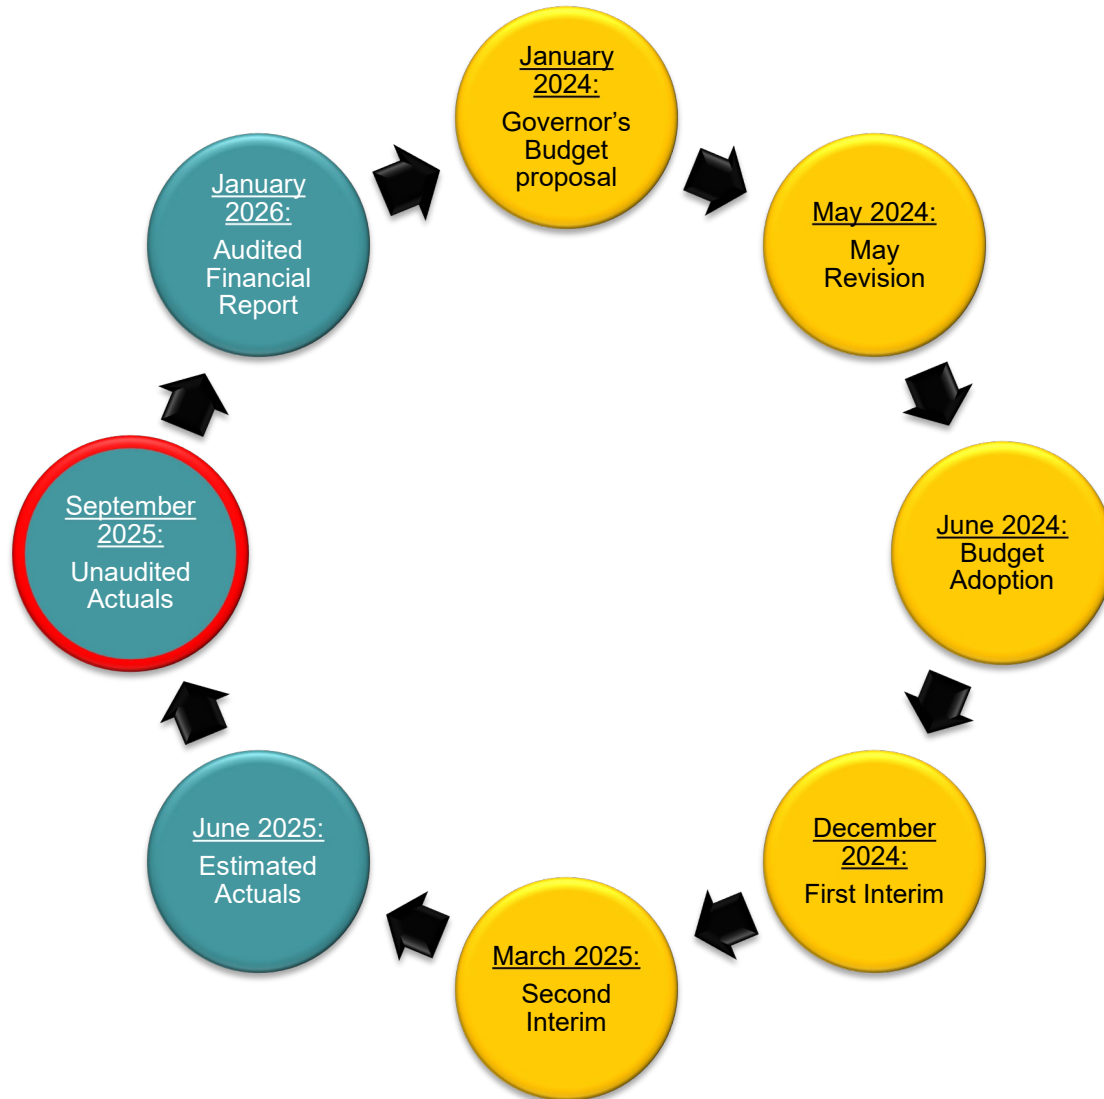 January
2024:
Governor’s
Budget
proposal
May 2024:
May
Revision
June 2024:
Budget
Adoption
December
2024:
First Interim
March 2025:
Second
Interim
June 2025:
Estimated
Actuals
September
2025:
Unaudited
Actuals
January
2026:
Audited
Financial
Report